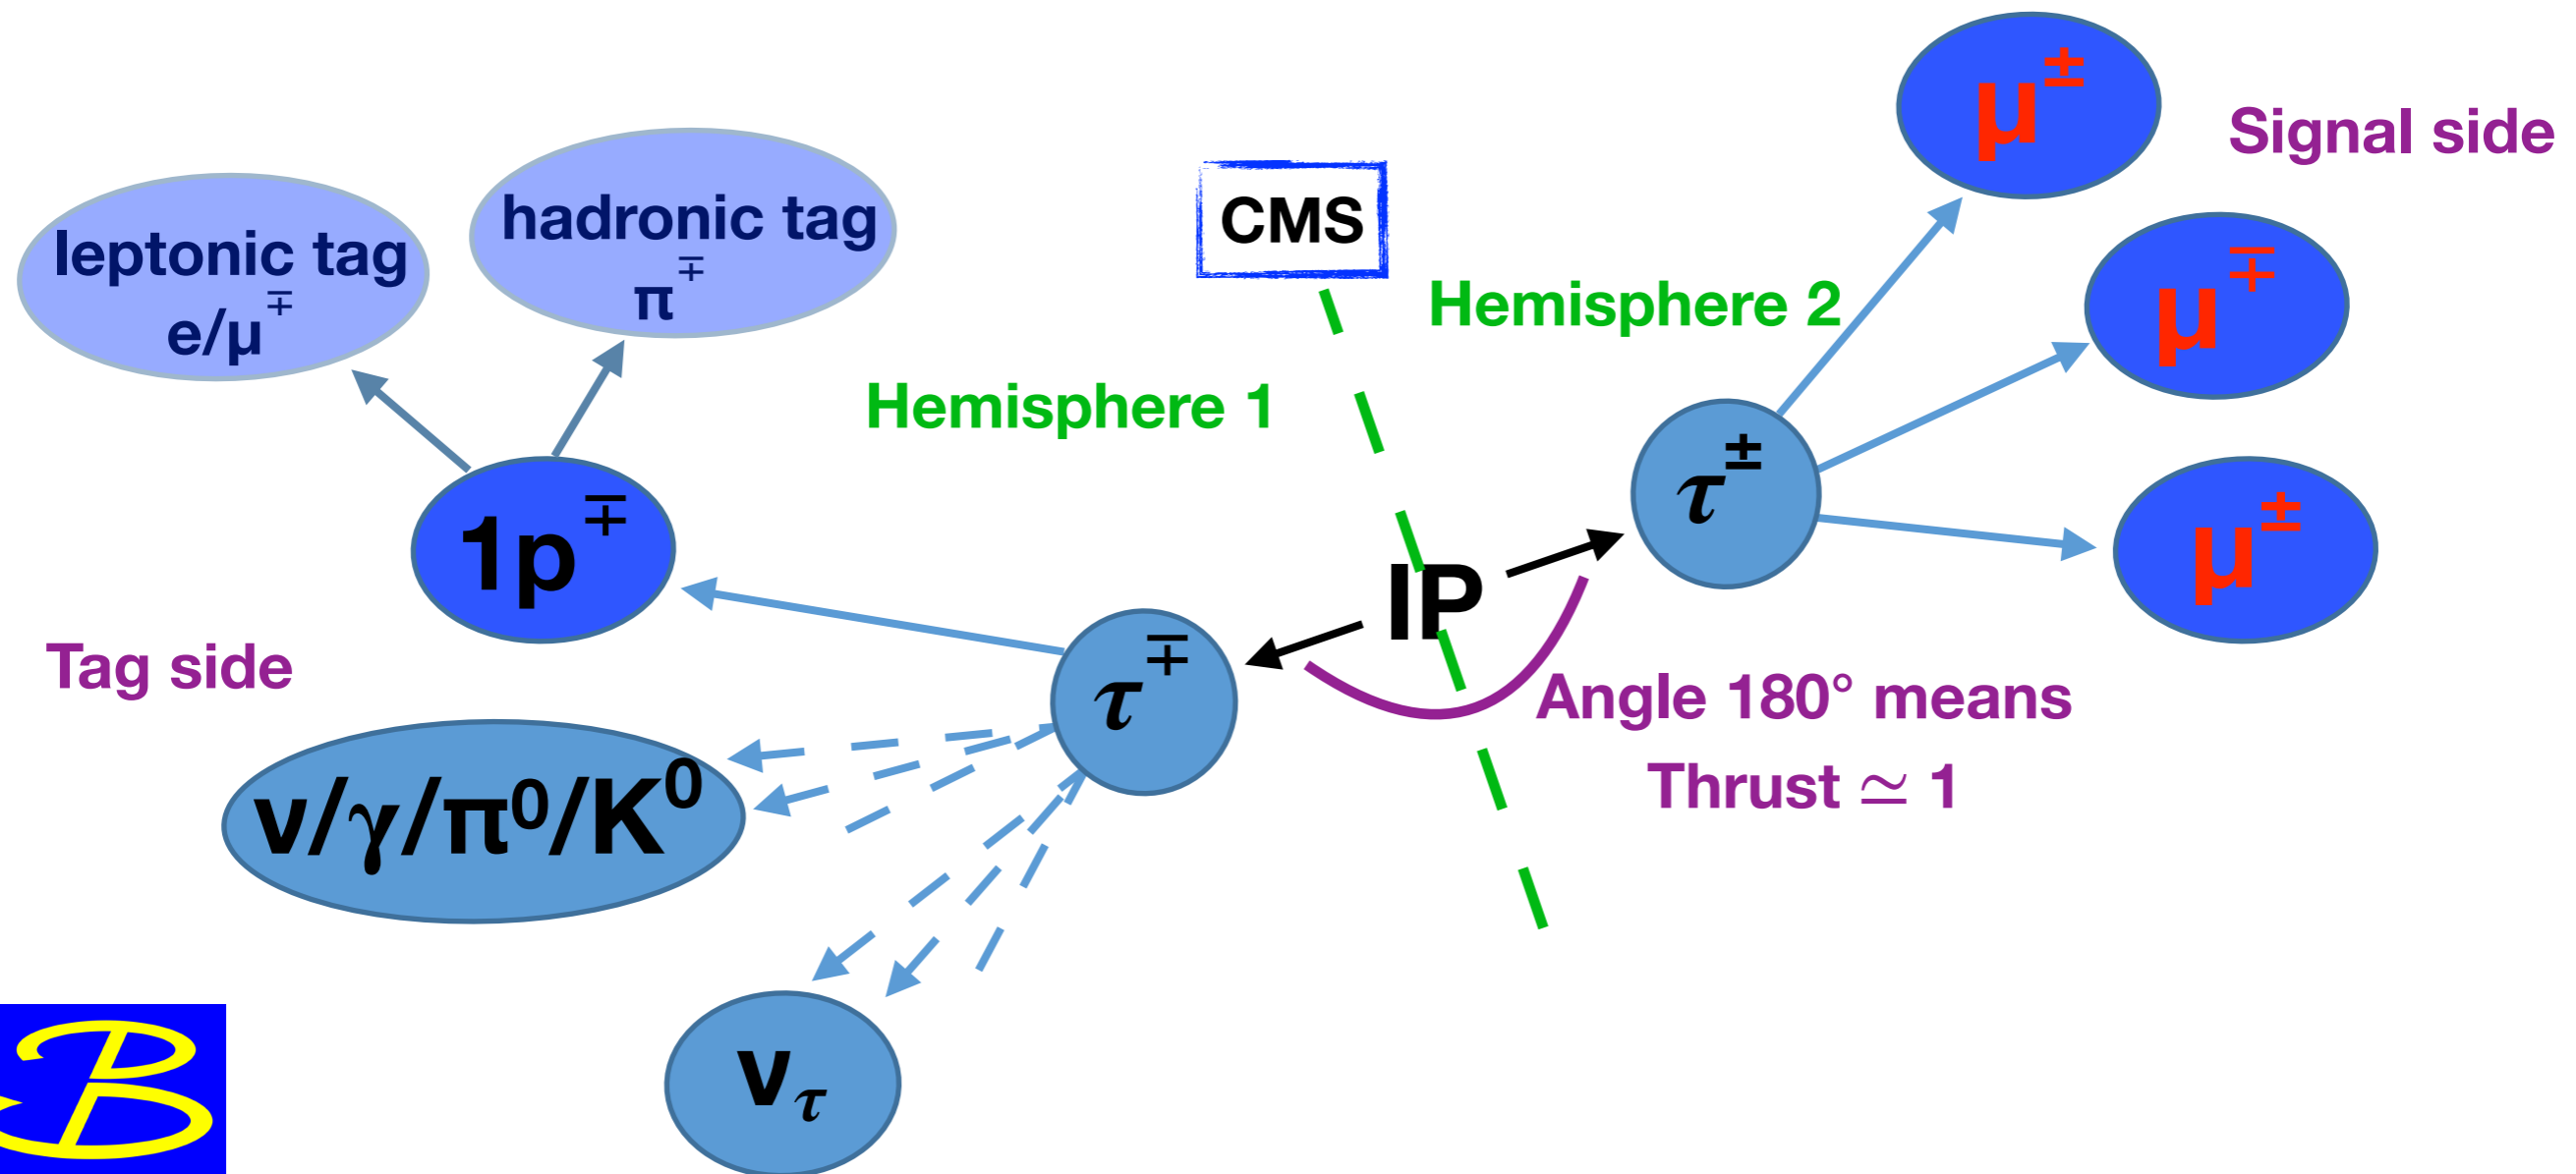 μ±
Signal side
hadronic tag
π∓
leptonic tag
e/μ∓
CMS
Hemisphere 2
μ∓
Hemisphere 1
τ±
1p∓
μ±
IP
Tag side
τ∓
Angle 180° means
Thrust ≃ 1
ν/γ/π⁰/K⁰
ντ